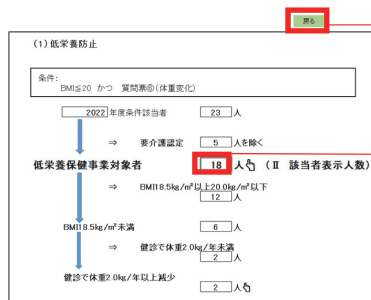 戻る
(1)低栄養防止
条件:
BMI≦20 かつ 質問票⑥(体重変化)
2022 年度条件該当者 23 人
⇒ 要介護認定 5 人を除く
低栄養保健事業対象者 18 人 (Ⅱ 該当者表示人数)
⇒ BMI18.5kg/㎡以上20.0kg/㎡以下
12 人
BMI18.5kg/㎡未満 6 人
⇒ 健診で体重2.0kg/年未満
2 人
健診で体重2.0kg/年以上減少
2 人